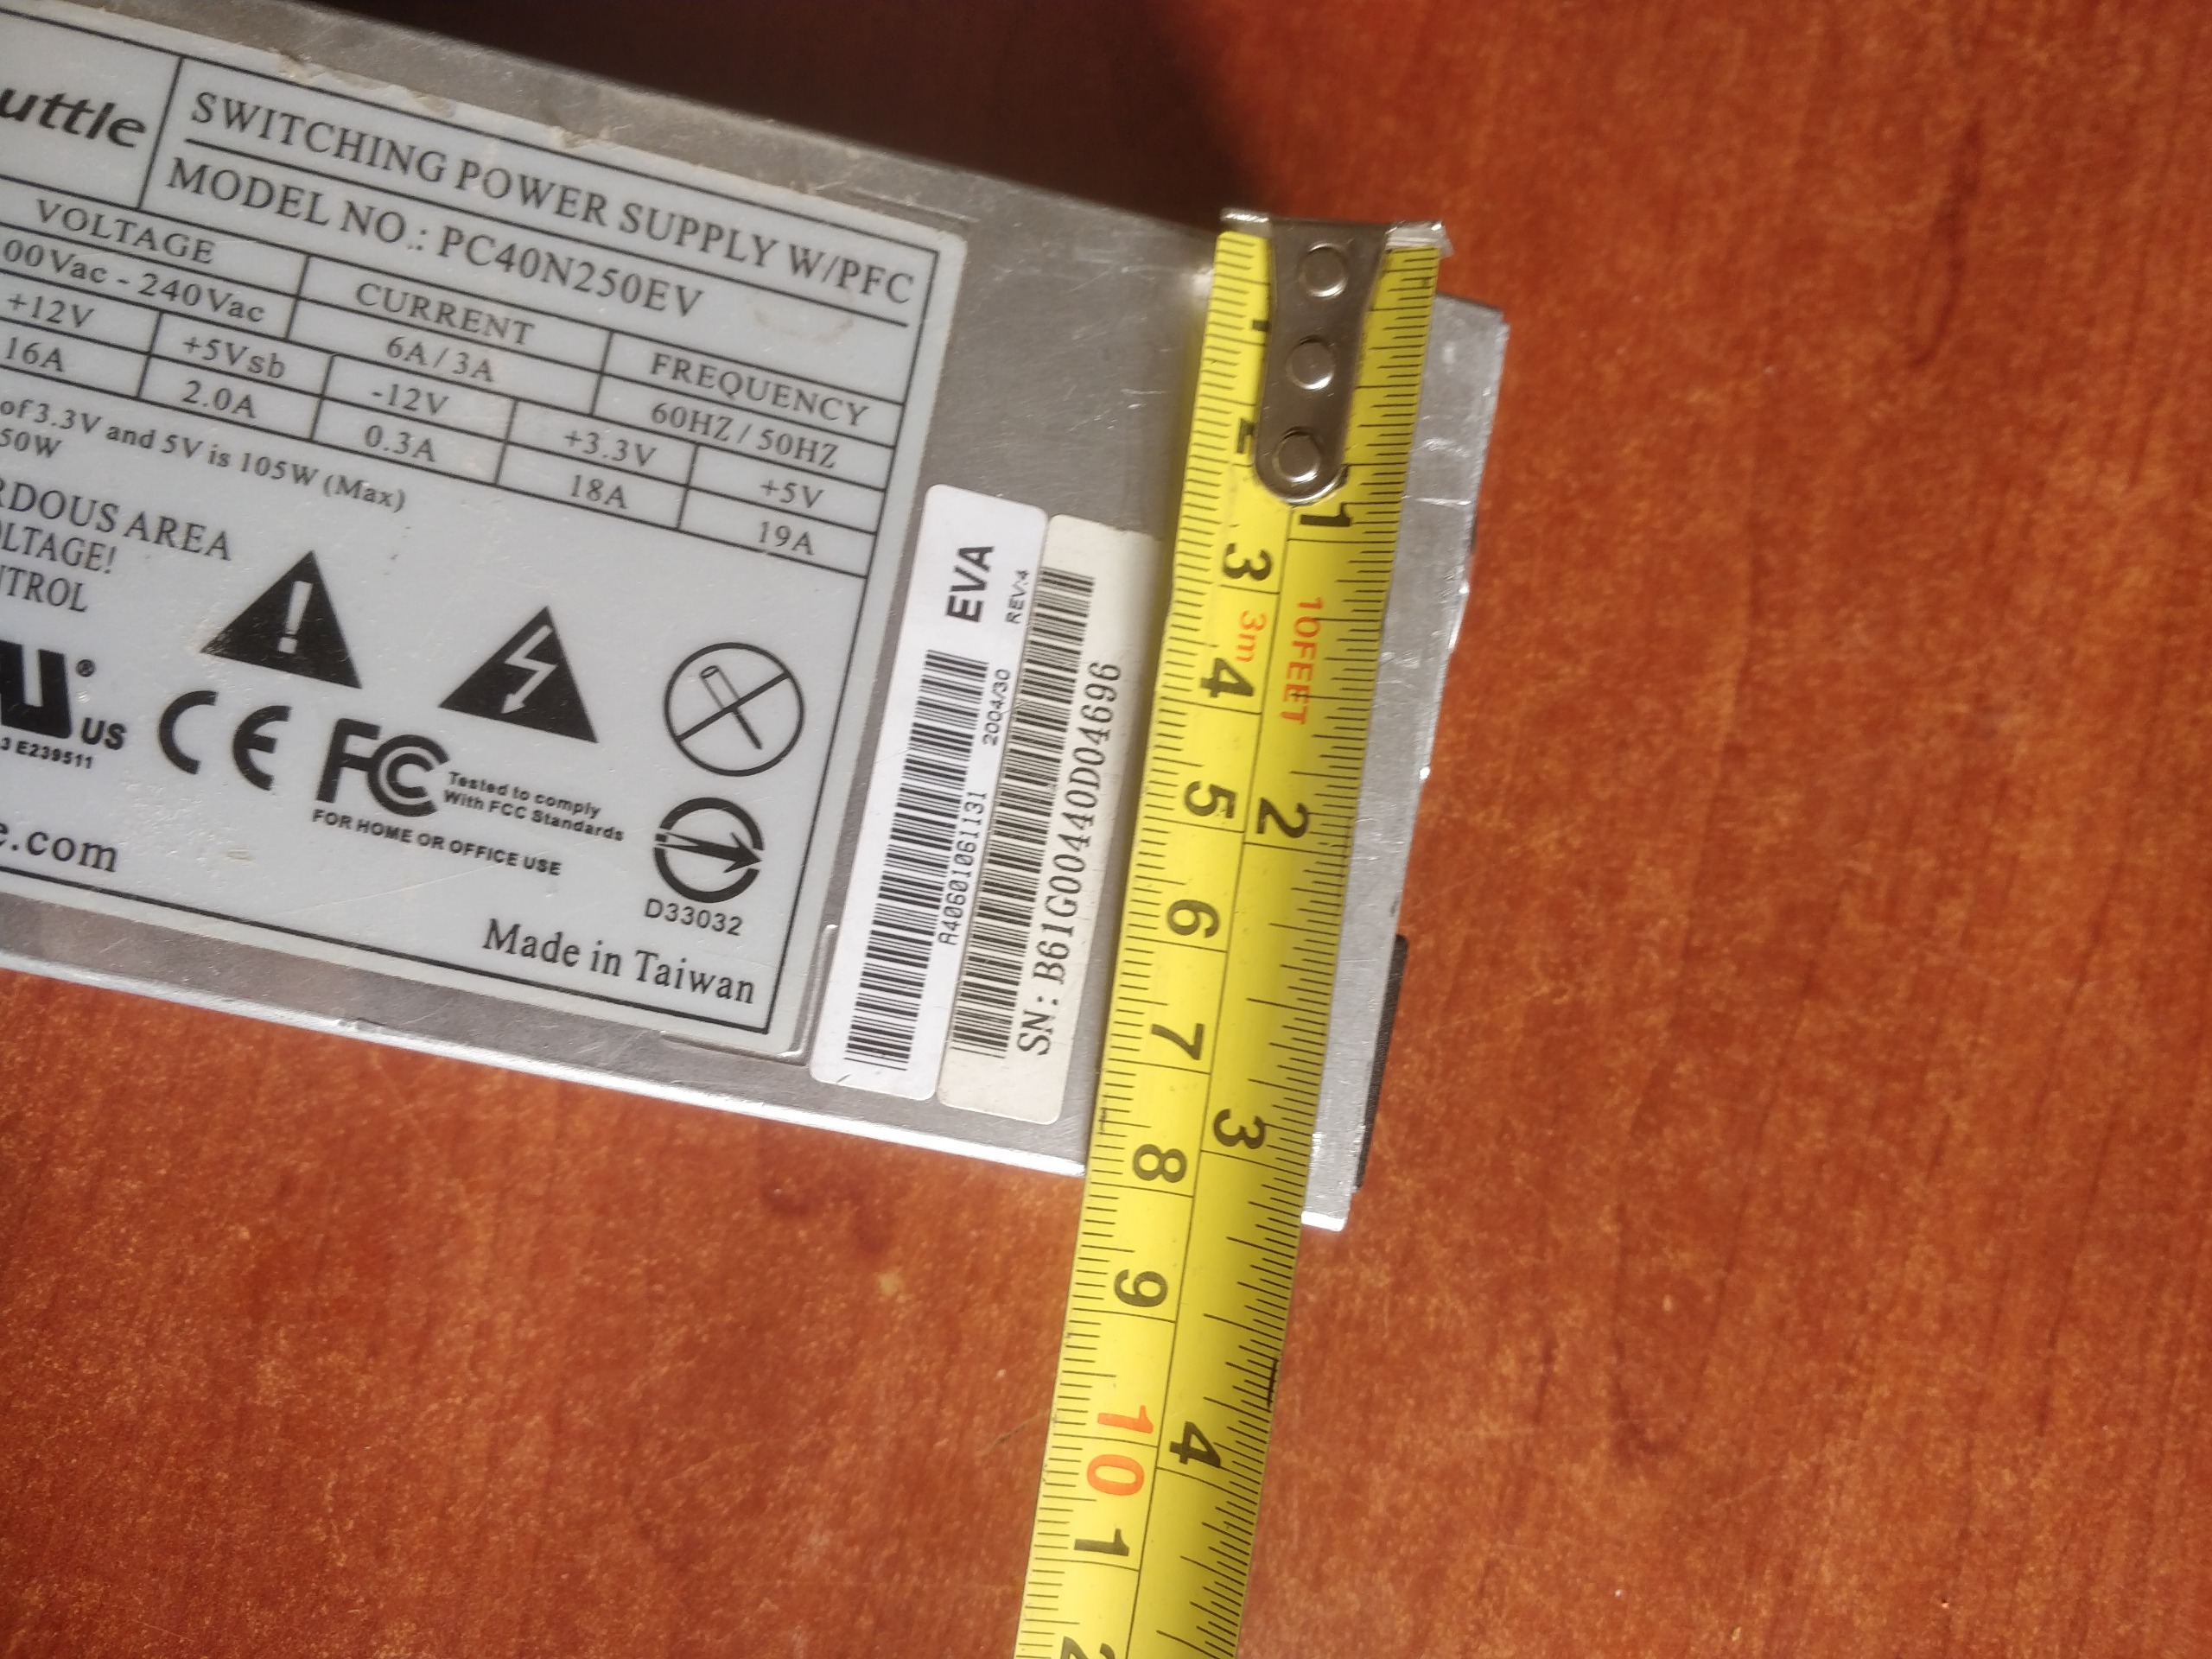 uttle
SWITCHING POWER SUPPLY W/PFC
MODEL NO.: PC40N250EV
VOLTAGE
CURRENT
FREQUENCY
00Vac - 240Vac
6A / 3A
60HZ / 50HZ
+12V
+5Vsb
-12V
+3.3V
+5V
16A
2.0A
0.3A
18A
19A
of 3.3V and 5V is 105W (Max)
50W
RDOUS AREA
LTAGE!
NTROL
® US
3 E239511
CE
FC
Tested to comply
With FCC Standards
FOR HOME OR OFFICE USE
D33032
e.com
Made in Taiwan
EVA
REV:4
A40601061131 2004/30
SN: B61G00440D04696
1
2
3
3m
4
5
6
7
8
9
10
1
2
1
10FEET
2
3
4